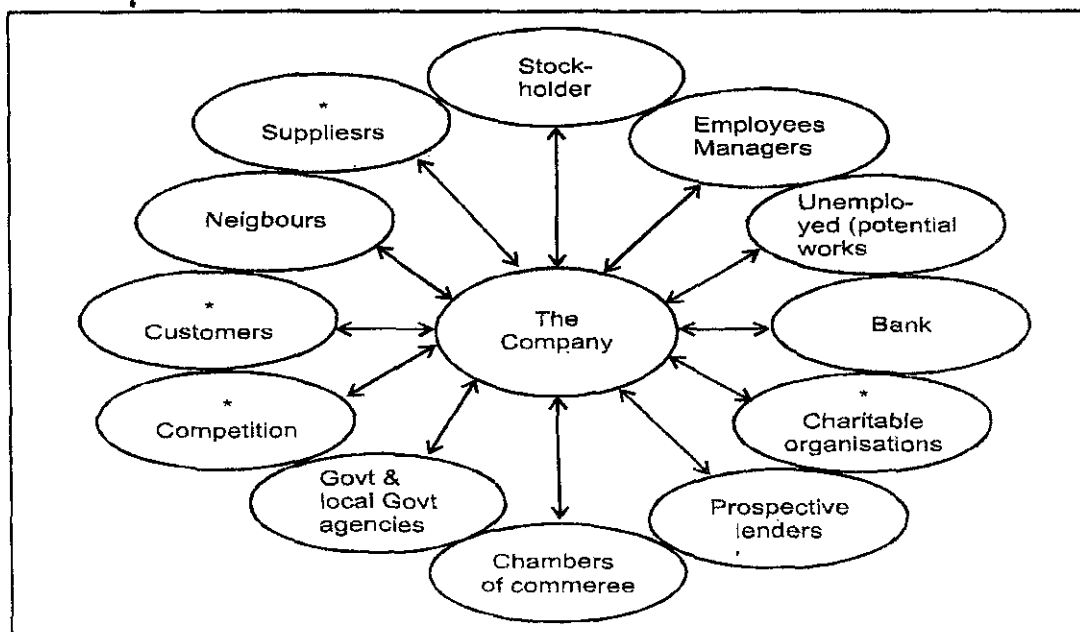 Stock-
holder
*
Suppliesrs
Employees
Managers
Neigbours
Unemplo-
yed (potential
works
*
Customers
The
Company
Bank
*
Competition
*
Charitable
organisations
Govt &
local Govt
agencies
Prospective
lenders
Chambers
of commeree